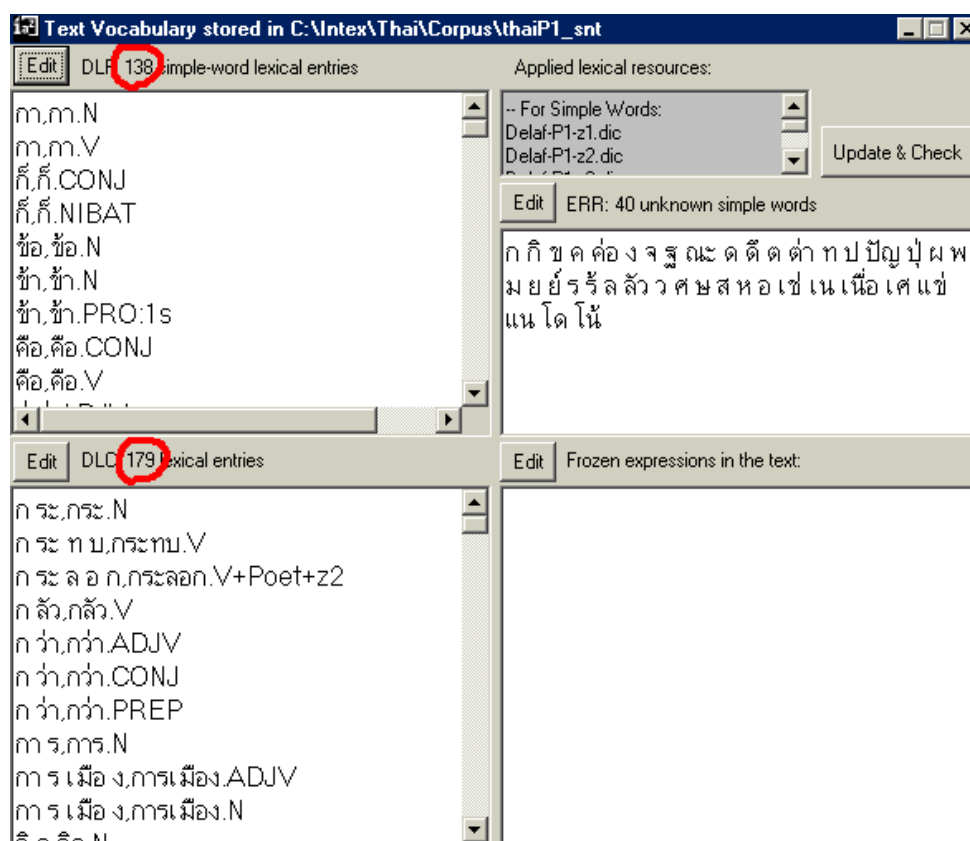 Text Vocabulary stored in C:\Intex\Thai\Corpus\thaiP1_snt
Edit DLF: 138 simple-word lexical entries
กา,กา.N
กา,กา.V
ก็,ก็.CONJ
ก็,ก็.NIBAT
ข้อ,ข้อ.N
ข้า,ข้า.N
ข้า,ข้า.PRO:1s
คือ,คือ.CONJ
คือ,คือ.V
Applied lexical resources:
-- For Simple Words:
Delaf-P1-z1.dic
Delaf-P1-z2.dic
Update & Check
Edit ERR: 40 unknown simple words
ก กิ ข ค ค่อ ง จ ฐ ณะ ด ดึ ต ต่ำ ท ป ปัญ ปุ่ ผ พ
ม ย ย์ ร ร้ ล ลัว ว ศ ษ ส ห อ เช่ เน เนื่อ เศ แข่
แน โด โน้
Edit DLC: 179 lexical entries
ก ระ,กระ.N
ก ระ ท บ,กระทบ.V
ก ระ ล อ ก,กระลอก.V+Poet+z2
ก ลัว,กลัว.V
ก ว่า,กว่า.ADJV
ก ว่า,กว่า.CONJ
ก ว่า,กว่า.PREP
กา ร,การ.N
กา ร เมือ ง,การเมือง.ADJV
กา ร เมือ ง,การเมือง.N
Edit Frozen expressions in the text: